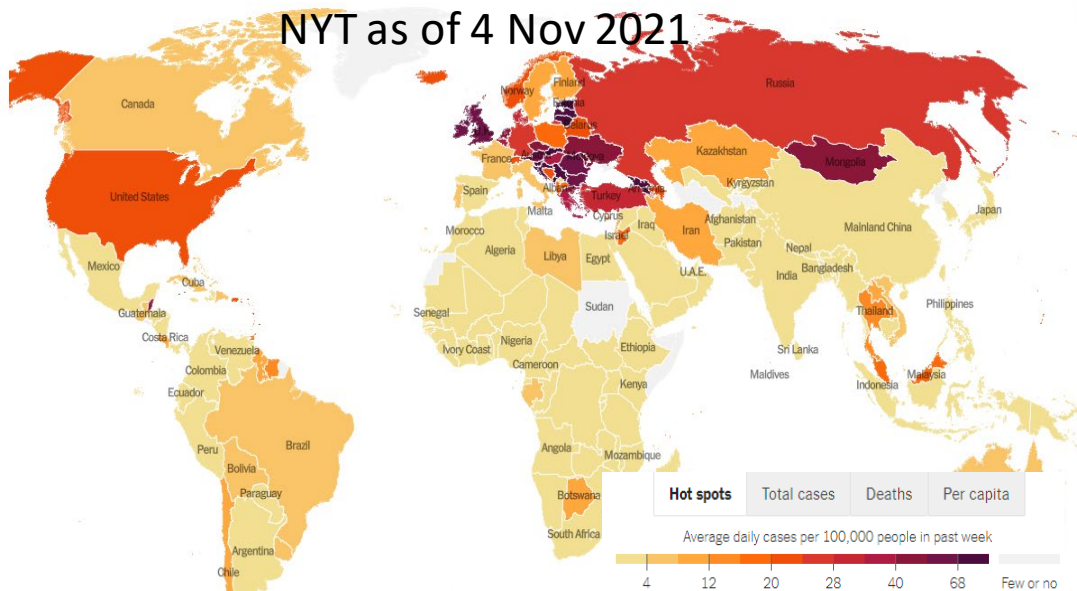 NYT as of 4 Nov 2021
Canada
United States
Mexico
Cuba
Guatemala
Costa Rica
Venezuela
Colombia
Ecuador
Peru
Brazil
Bolivia
Paraguay
Argentina
Chile
Norway
Finland
Estonia
Belarus
Russia
U.K.
France
Moldova
Spain
Malta
Turkey
Cyprus
Israel
Kazakhstan
Kyrgyzstan
Mongolia
Mainland China
Japan
Morocco
Algeria
Libya
Egypt
Iraq
Iran
Afghanistan
Pakistan
Nepal
India
Bangladesh
U.A.E.
Sudan
Senegal
Ivory Coast
Nigeria
Cameroon
Ethiopia
Kenya
Angola
Mozambique
Botswana
South Africa
Maldives
Sri Lanka
Thailand
Philippines
Malaysia
Indonesia
Hot spots
Total cases
Deaths
Per capita
Average daily cases per 100,000 people in past week
4
12
20
28
40
68
Few or no